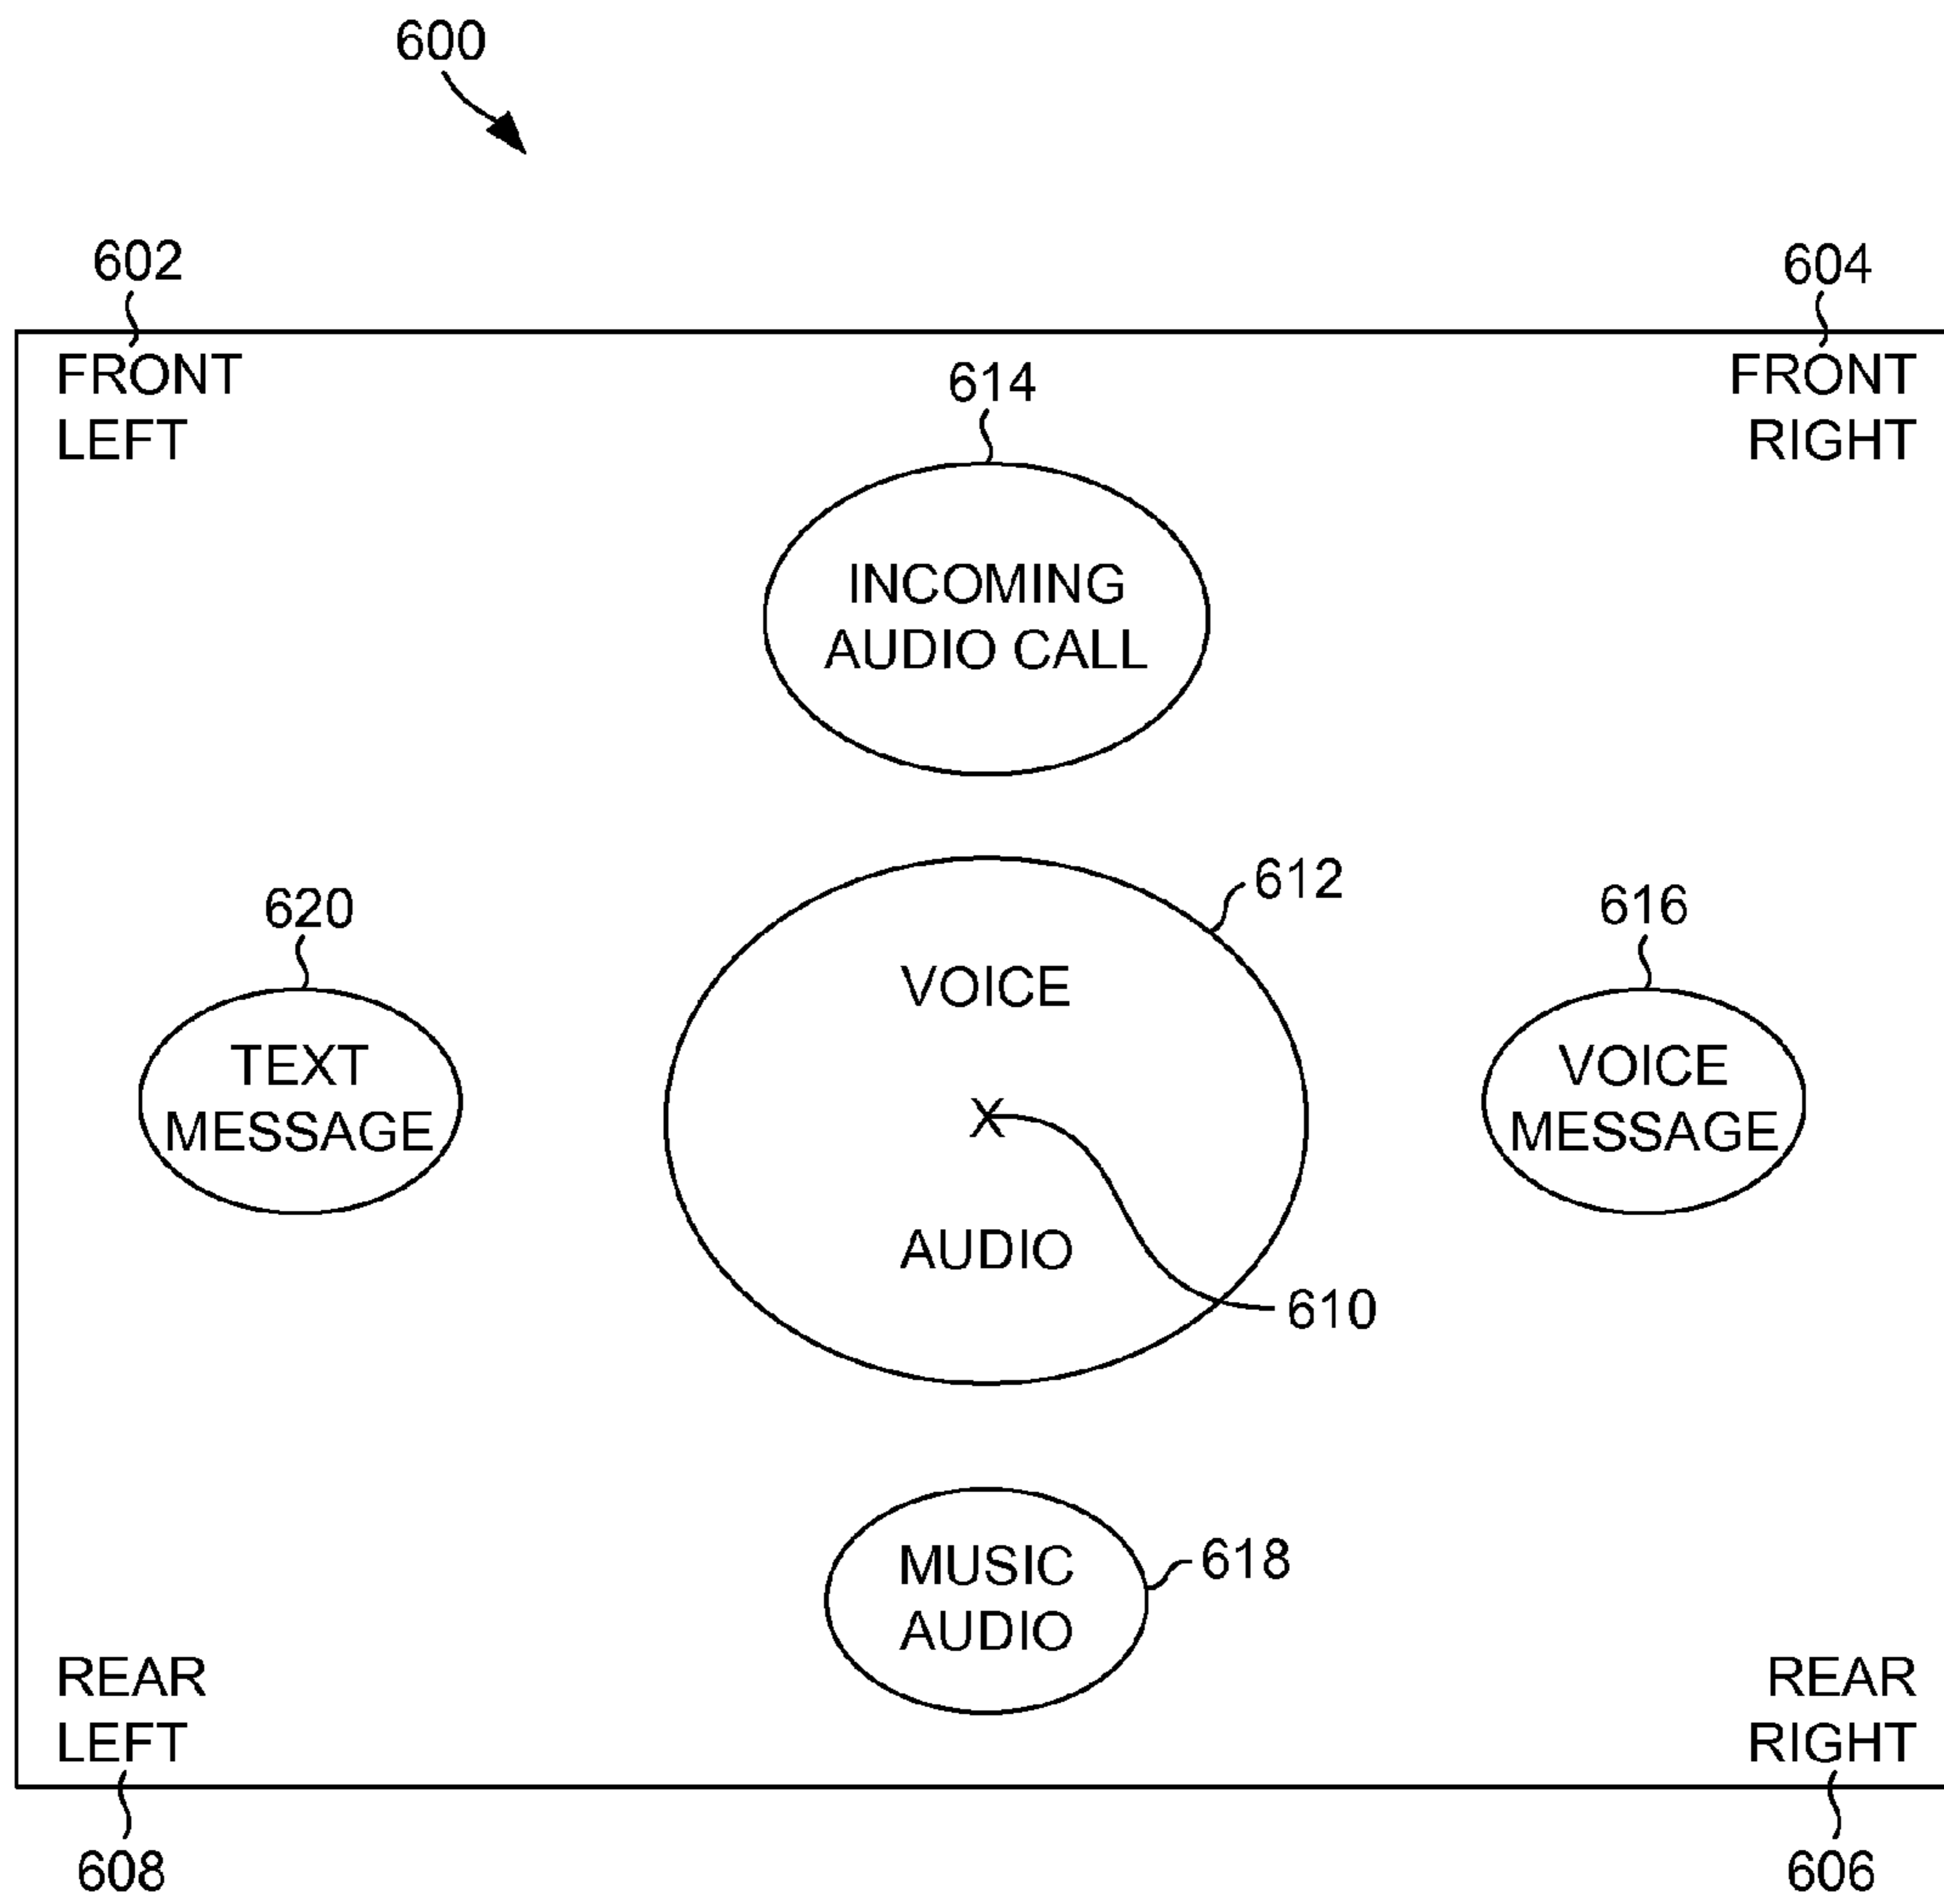 600
602
604
FRONT
LEFT
FRONT
RIGHT
614
INCOMING
AUDIO CALL
612
620
616
VOICE
TEXT
MESSAGE
VOICE
MESSAGE
X
AUDIO
610
MUSIC
AUDIO
618
REAR
LEFT
REAR
RIGHT
608
606